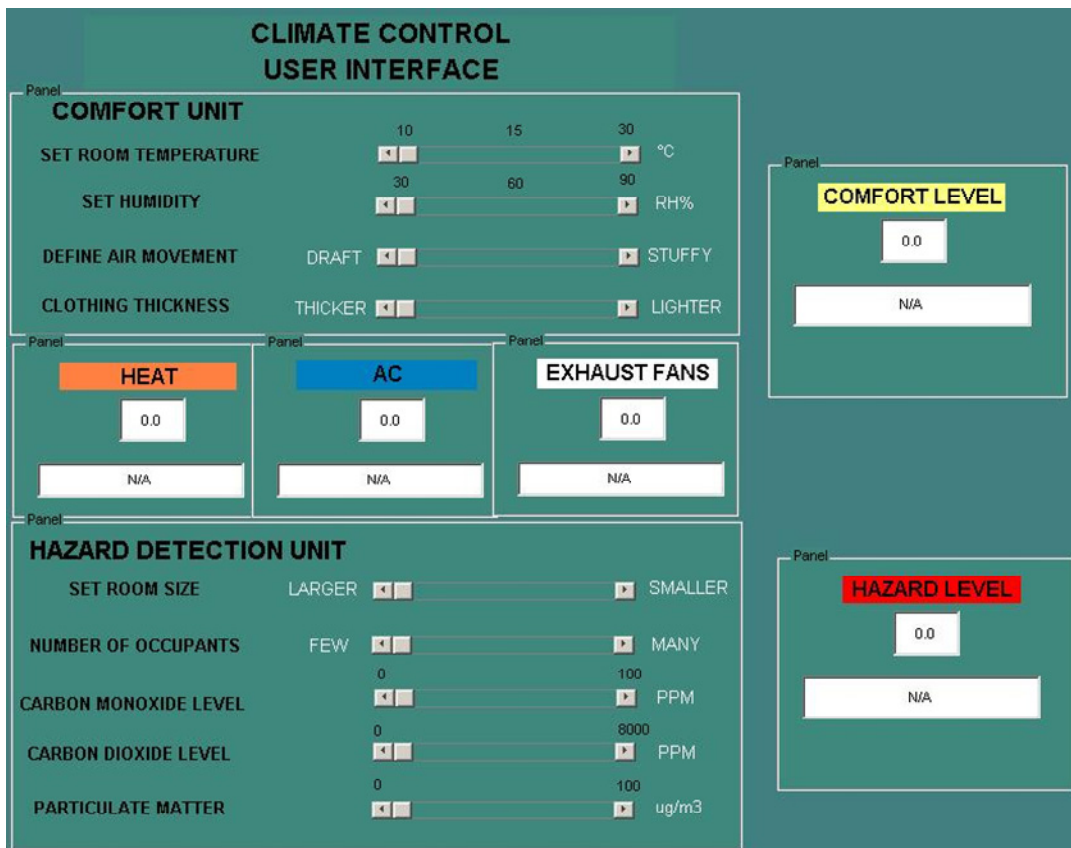 CLIMATE CONTROL
USER INTERFACE
Panel
COMFORT UNIT
10 15 30
SET ROOM TEMPERATURE °C
30 60 90
SET HUMIDITY RH%
DEFINE AIR MOVEMENT DRAFT STUFFY
CLOTHING THICKNESS THICKER LIGHTER
Panel
COMFORT LEVEL
0.0
N/A
Panel
HEAT
0.0
N/A
Panel
AC
0.0
N/A
Panel
EXHAUST FANS
0.0
N/A
Panel
HAZARD DETECTION UNIT
SET ROOM SIZE LARGER SMALLER
NUMBER OF OCCUPANTS FEW MANY
0 100
CARBON MONOXIDE LEVEL PPM
0 8000
CARBON DIOXIDE LEVEL PPM
0 100
PARTICULATE MATTER ug/m3
Panel
HAZARD LEVEL
0.0
N/A